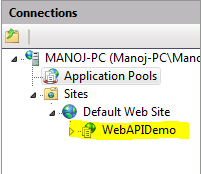 Connections
MANOJ-PC (Manoj-PC\Mano
Application Pools
Sites
Default Web Site
WebAPIDemo